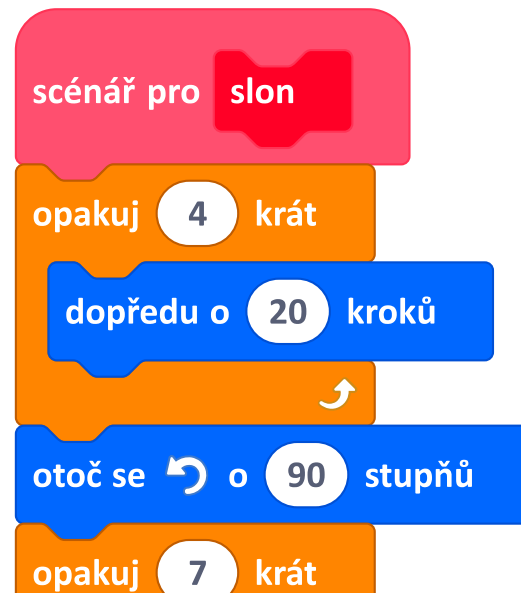 scénář pro slon
opakuj 4 krát
dopředu o 20 kroků
otoč se o 90 stupňů
opakuj 7 krát